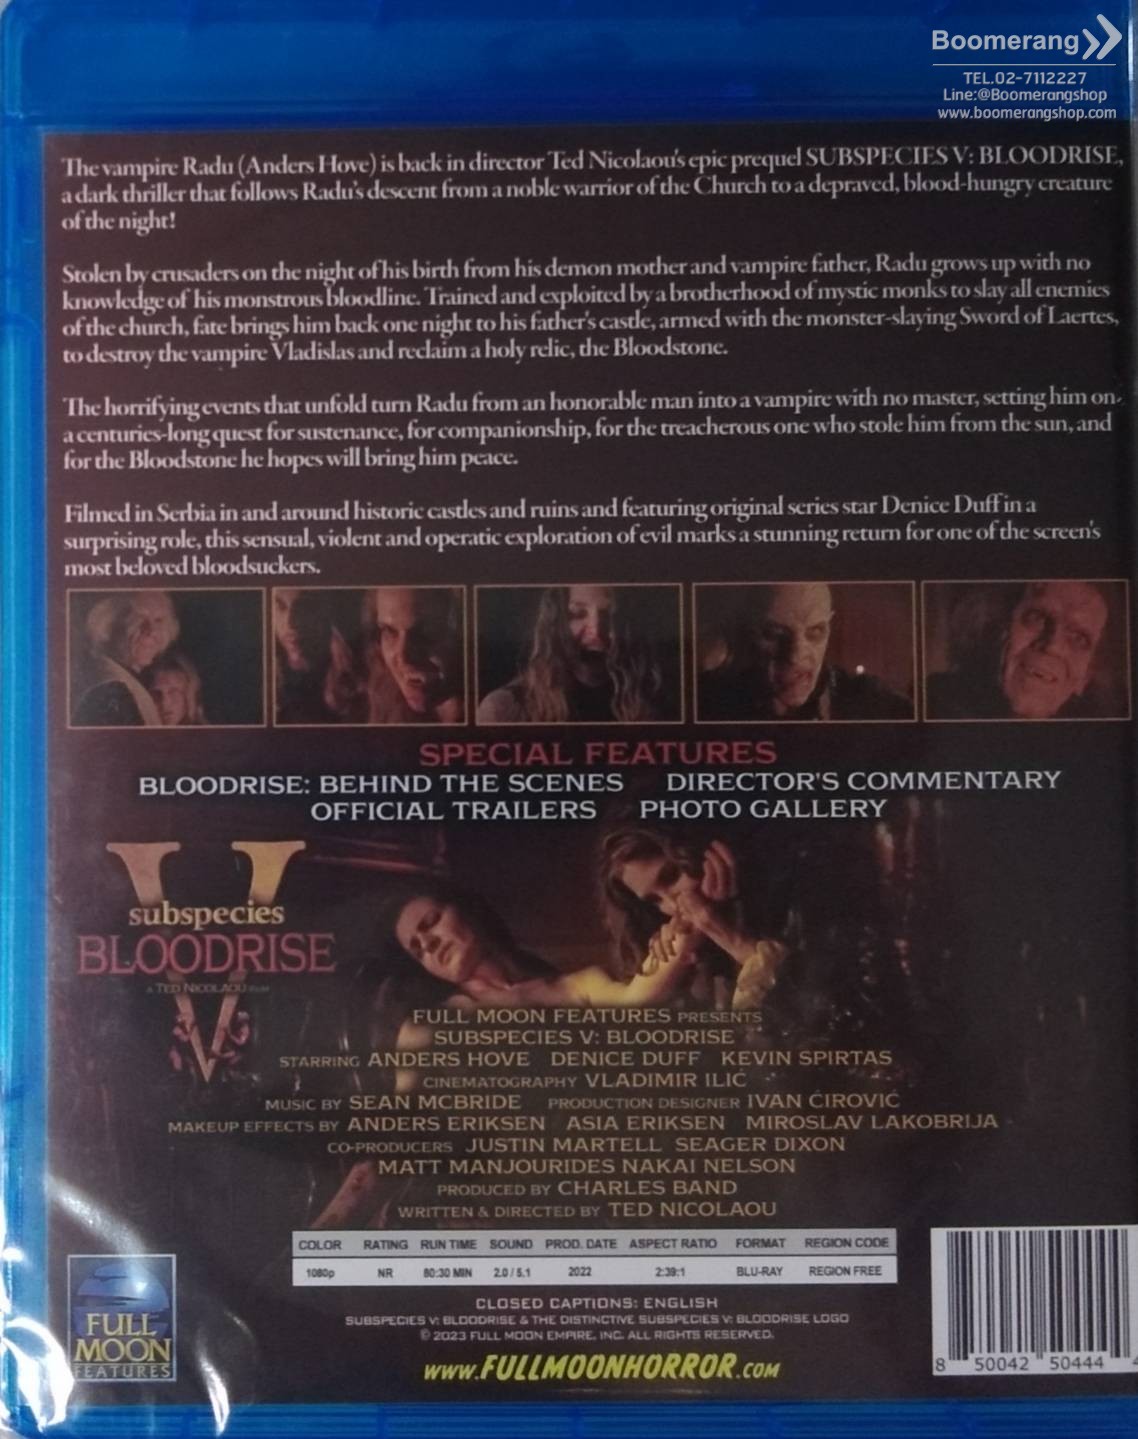 Boomerang
TEL.02-7112227
Line:@Boomerangshop
www.boomerangshop.com
The vampire Radu (Anders Hove) is back in director Ted Nicolaou's epic prequel SUBSPECIES V: BLOODRISE,
a dark thriller that follows Radu's descent from a noble warrior of the Church to a depraved, blood-hungry creature
of the night!
Stolen by crusaders on the night of his birth from his demon mother and vampire father, Radu grows up with no
knowledge of his monstrous bloodline. Trained and exploited by a brotherhood of mystic monks to slay all enemies
of the church, fate brings him back one night to his father's castle, armed with the monster-slaying Sword of Laertes,
to destroy the vampire Vladislas and reclaim a holy relic, the Bloodstone.
The horrifying events that unfold turn Radu from an honorable man into a vampire with no master, setting him on
a centuries-long quest for sustenance, for companionship, for the treacherous one who stole him from the sun, and
for the Bloodstone he hopes will bring him peace.
Filmed in Serbia in and around historic castles and ruins and featuring original series star Denice Duff in a
surprising role, this sensual, violent and operatic exploration of evil marks a stunning return for one of the screen's
most beloved bloodsuckers.
SPECIAL FEATURES
BLOODRISE: BEHIND THE SCENES DIRECTOR'S COMMENTARY
OFFICIAL TRAILERS PHOTO GALLERY
V
subspecies
BLOODRISE
A TED NICOLAOU FILM
FULL MOON FEATURES PRESENTS
SUBSPECIES V: BLOODRISE
STARRING ANDERS HOVE DENICE DUFF KEVIN SPIRTAS
CINEMATOGRAPHY VLADIMIR ILIĆ
MUSIC BY SEAN MCBRIDE PRODUCTION DESIGNER IVAN ĆIROVIĆ
MAKEUP EFFECTS BY ANDERS ERIKSEN ASIA ERIKSEN MIROSLAV LAKOBRIJA
CO-PRODUCERS JUSTIN MARTELL SEAGER DIXON
MATT MANJOURIDES NAKAI NELSON
PRODUCED BY CHARLES BAND
WRITTEN & DIRECTED BY TED NICOLAOU
COLOR RATING RUN TIME SOUND PROD. DATE ASPECT RATIO FORMAT REGION CODE
1080p NR 80:30 MIN 2.0 / 5.1 2022 2:39:1 BLU-RAY REGION FREE
CLOSED CAPTIONS: ENGLISH
SUBSPECIES V: BLOODRISE & THE DISTINCTIVE SUBSPECIES V: BLOODRISE LOGO
© 2023 FULL MOON EMPIRE, INC. ALL RIGHTS RESERVED.
www.FULLMOONHORROR.com
FULL
MOON
FEATURES
8 50042 50444 4